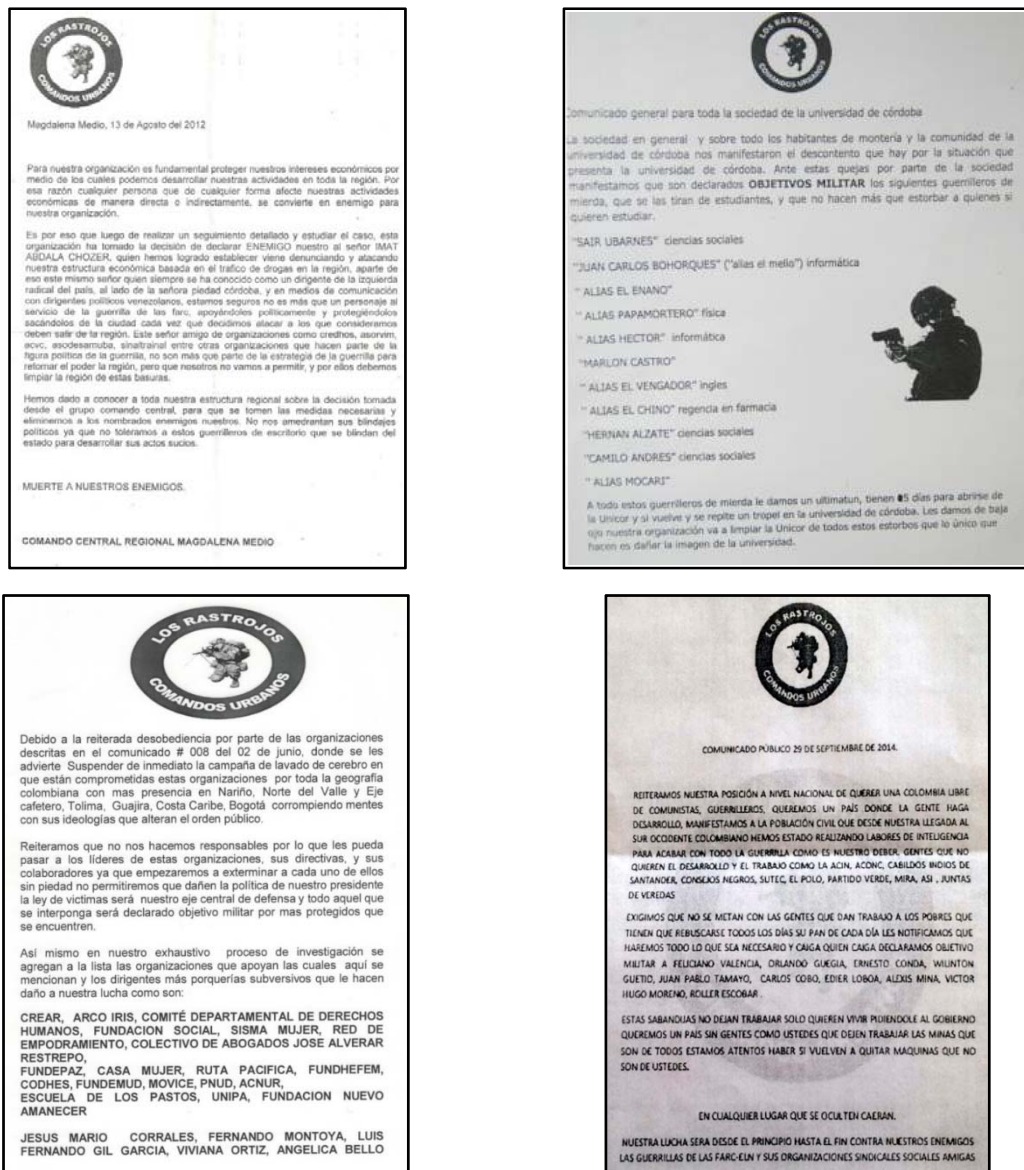 LOS RASTROJOS
COMANDOS URBANOS
Magdalena Medio, 13 de Agosto del 2012
Para nuestra organización es fundamental proteger nuestros intereses económicos por
medio de los cuales podemos desarrollar nuestras actividades en toda la región. Por
esa razón cualquier persona que de cualquier forma afecte nuestras actividades
económicas de manera directa o indirectamente, se convierte en enemigo para
nuestra organización.
Es por eso que luego de realizar un seguimiento detallado y estudiar el caso, esta
organización ha tomado la decisión de declarar ENEMIGO nuestro al señor IMAT
ABDALA CHOZER, quien hemos logrado establecer viene denunciando y atacando
nuestra estructura económica basada en el trafico de drogas en la región, aparte de
eso este mismo señor quien siempre se ha conocido como un dirigente de la izquierda
radical del país, al lado de la señora piedad córdoba, y en medios de comunicación
con dirigentes políticos venezolanos, estamos seguros no es más que un personaje al
servicio de la guerrilla de las farc, apoyándoles políticamente y protegiéndolos
sacándolos de la ciudad cada vez que decidimos atacar a los que consideramos
deben salir de la región. Este señor amigo de organizaciones como credhos, asorvim,
acvc, asodesamuba, sinaltrainal entre otras organizaciones que hacen parte de la
figura política de la guerrilla, no son más que parte de la estrategia de la guerrilla para
retomar el poder la región, pero que nosotros no vamos a permitir, y por ellos debemos
limpiar la región de estas basuras.
Hemos dado a conocer a toda nuestra estructura regional sobre la decisión tomada
desde el grupo comando central, para que se tomen las medidas necesarias y
eliminemos a los nombrados enemigos nuestros. No nos amedrantan sus blindajes
políticos ya que no toleramos a estos guerrilleros de escritorio que se blindan del
estado para desarrollar sus actos sucios.
MUERTE A NUESTROS ENEMIGOS.
COMANDO CENTRAL REGIONAL MAGDALENA MEDIO
LOS RASTROJOS
COMANDOS URBANOS
Comunicado general para toda la sociedad de la universidad de córdoba
La sociedad en general y sobre todo los habitantes de montería y la comunidad de la
universidad de córdoba nos manifestaron el descontento que hay por la situación que
presenta la universidad de córdoba. Ante estas quejas por parte de la sociedad
manifestamos que son declarados OBJETIVOS MILITAR los siguientes guerrilleros de
mierda, que se las tiran de estudiantes, y que no hacen más que estorbar a quienes si
quieren estudiar.
"SAIR UBARNES" ciencias sociales
"JUAN CARLOS BOHORQUES" ("alias el mello") informática
" ALIAS EL ENANO"
" ALIAS PAPAMORTERO" física
" ALIAS HECTOR" informática
"MARLON CASTRO"
" ALIAS EL VENGADOR" ingles
" ALIAS EL CHINO" regencia en farmacia
"HERNAN ALZATE" ciencias sociales
"CAMILO ANDRES" ciencias sociales
" ALIAS MOCARI"
A todo estos guerrilleros de mierda le damos un ultimatun, tienen 5 días para abrirse de
la Unicor y si vuelve y se repite un tropel en la universidad de córdoba. Les damos de baja
ojo nuestra organización va a limpiar la Unicor de todos estos estorbos que lo único que
hacen es dañar la imagen de la universidad.
LOS RASTROJOS
COMANDOS URBANOS
Debido a la reiterada desobediencia por parte de las organizaciones
descritas en el comunicado # 008 del 02 de junio, donde se les
advierte Suspender de inmediato la campaña de lavado de cerebro en
que están comprometidas estas organizaciones por toda la geografia
colombiana con mas presencia en Nariño, Norte del Valle y Eje
cafetero, Tolima, Guajira, Costa Caribe, Bogotá corrompiendo mentes
con sus ideologías que alteran el orden público.
Reiteramos que no nos hacemos responsables por lo que les pueda
pasar a los líderes de estas organizaciones, sus directivas, y sus
colaboradores ya que empezaremos a exterminar a cada uno de ellos
sin piedad no permitiremos que dañen la política de nuestro presidente
la ley de victimas será nuestro eje central de defensa y todo aquel que
se interponga será declarado objetivo militar por mas protegidos que
se encuentren.
Así mismo en nuestro exhaustivo proceso de investigación se
agregan a la lista las organizaciones que apoyan las cuales aquí se
mencionan y los dirigentes más porquerías subversivos que le hacen
daño a nuestra lucha como son:
CREAR, ARCO IRIS, COMITÉ DEPARTAMENTAL DE DERECHOS
HUMANOS, FUNDACION SOCIAL, SISMA MUJER, RED DE
EMPODRAMIENTO, COLECTIVO DE ABOGADOS JOSE ALVERAR
RESTREPO,
FUNDEPAZ, CASA MUJER, RUTA PACIFICA, FUNDHEFEM,
CODHES, FUNDEMUD, MOVICE, PNUD, ACNUR,
ESCUELA DE LOS PASTOS, UNIPA, FUNDACION NUEVO
AMANECER
JESUS MARIO CORRALES, FERNANDO MONTOYA, LUIS
FERNANDO GIL GARCIA, VIVIANA ORTIZ, ANGELICA BELLO
LOS RASTROJOS
COMANDOS URBANOS
COMUNICADO PÚBLICO 29 DE SEPTIEMBRE DE 2014.
REITERAMOS NUESTRA POSICIÓN A NIVEL NACIONAL DE QUERER UNA COLOMBIA LIBRE
DE COMUNISTAS, GUERRILLEROS, QUEREMOS UN PAÍS DONDE LA GENTE HAGA
DESARROLLO, MANIFESTAMOS A LA POBLACIÓN CIVIL QUE DESDE NUESTRA LLEGADA AL
SUR OCCIDENTE COLOMBIANO HEMOS ESTADO REALIZANDO LABORES DE INTELIGENCIA
PARA ACABAR CON TODO LA GUERRILLA COMO ES NUESTRO DEBER, GENTES QUE NO
QUIEREN EL DESARROLLO Y EL TRABAJO COMO LA ACIN, ACONC, CABILDOS INDIOS DE
SANTANDER, CONSEJOS NEGROS, SUTEC, EL POLO, PARTIDO VERDE, MIRA, ASI , JUNTAS
DE VEREDAS
EXIGIMOS QUE NO SE METAN CON LAS GENTES QUE DAN TRABAJO A LOS POBRES QUE
TIENEN QUE REBUSCARSE TODOS LOS DÍAS SU PAN DE CADA DÍA LES NOTIFICAMOS QUE
HAREMOS TODO LO QUE SEA NECESARIO Y CAIGA QUIEN CAIGA DECLARAMOS OBJETIVO
MILITAR A FELICIANO VALENCIA, ORLANDO GUEGIA, ERNESTO CONDA, WILINTON
GUETIO, JUAN PABLO TAMAYO, CARLOS COBO, EDIER LOBOA, ALEXIS MINA, VICTOR
HUGO MORENO, ROLLER ESCOBAR .
ESTAS SABANDIJAS NO DEJAN TRABAJAR SOLO QUIEREN VIVIR PIDIENDOLE AL GOBIERNO
QUEREMOS UN PAÍS SIN GENTES COMO USTEDES QUE DEJEN TRABAJAR LAS MINAS QUE
SON DE TODOS ESTAMOS ATENTOS HABER SI VUELVEN A QUITAR MAQUINAS QUE NO
SON DE USTEDES.
EN CUALQUIER LUGAR QUE SE OCULTEN CAERAN.
NUESTRA LUCHA SERA DESDE EL PRINCIPIO HASTA EL FIN CONTRA NUESTROS ENEMIGOS
LAS GUERRILLAS DE LAS FARC-ELN Y SUS ORGANIZACIONES SINDICALES SOCIALES AMIGAS